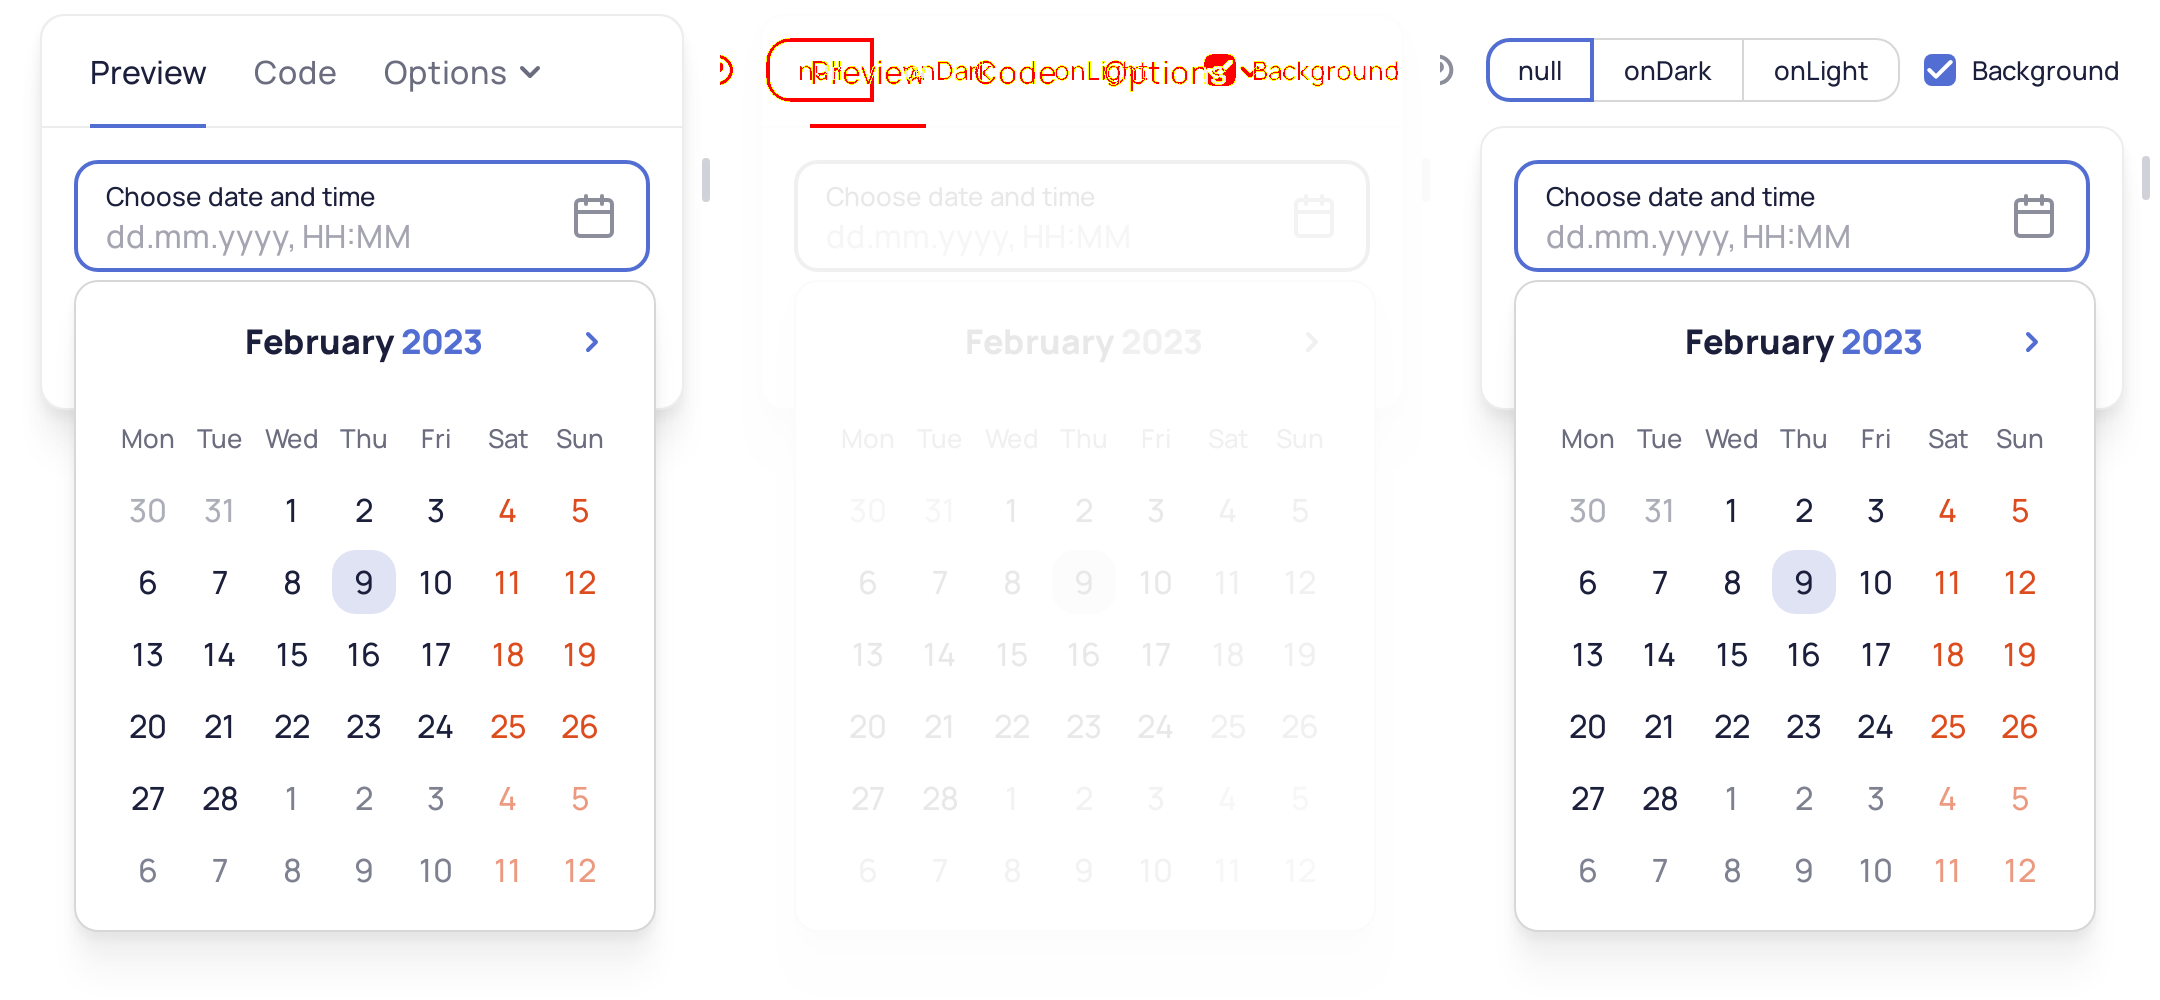 Preview Code Options
Choose date and time
dd.mm.yyyy, HH:MM
February 2023
Mon Tue Wed Thu Fri Sat Sun
30 31 1 2 3 4 5
6 7 8 9 10 11 12
13 14 15 16 17 18 19
20 21 22 23 24 25 26
27 28 1 2 3 4 5
6 7 8 9 10 11 12
null onDark onLight Background
Preview Code Options
Choose date and time
dd.mm.yyyy, HH:MM
February 2023
Mon Tue Wed Thu Fri Sat Sun
30 31 1 2 3 4 5
6 7 8 9 10 11 12
13 14 15 16 17 18 19
20 21 22 23 24 25 26
27 28 1 2 3 4 5
6 7 8 9 10 11 12
null onDark onLight Background
Choose date and time
dd.mm.yyyy, HH:MM
February 2023
Mon Tue Wed Thu Fri Sat Sun
30 31 1 2 3 4 5
6 7 8 9 10 11 12
13 14 15 16 17 18 19
20 21 22 23 24 25 26
27 28 1 2 3 4 5
6 7 8 9 10 11 12